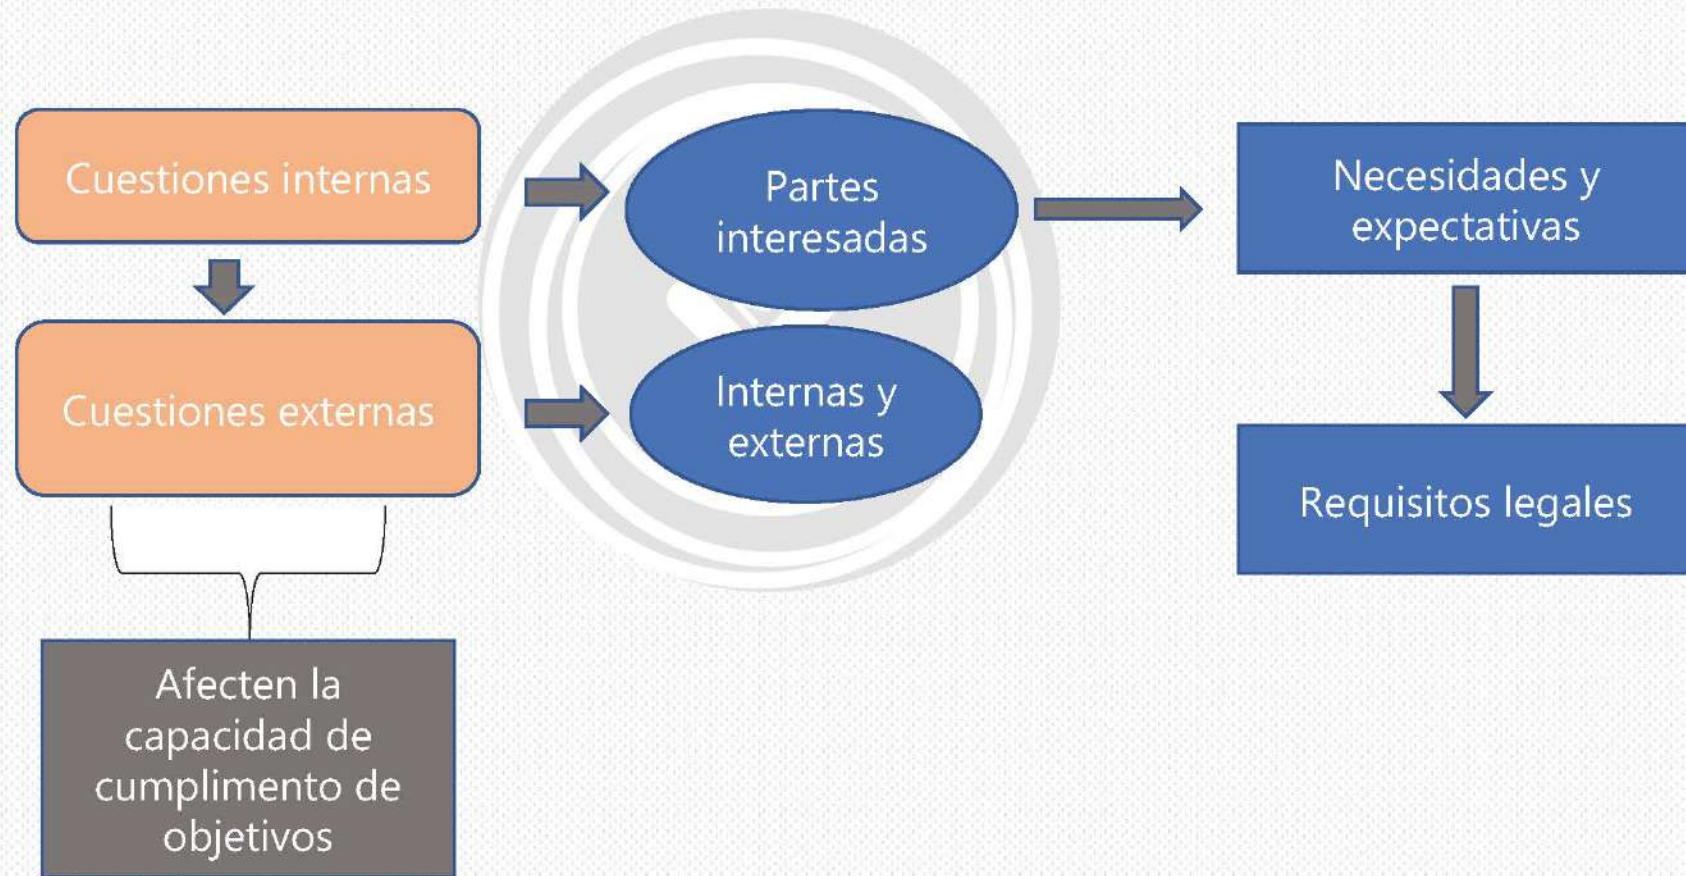 Cuestiones internas
Partes
interesadas
Necesidades y
expectativas
Cuestiones externas
Internas y
externas
Requisitos legales
Afecten la
capacidad de
cumplimento de
objetivos